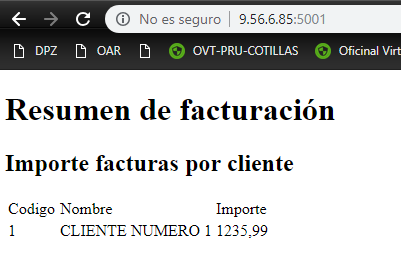 No es seguro | 9.56.6.85:5001
DPZ OAR OVT-PRU-COTILLAS Oficinal Virt
Resumen de facturación
Importe facturas por cliente
Codigo Nombre Importe
1 CLIENTE NUMERO 1 1235,99